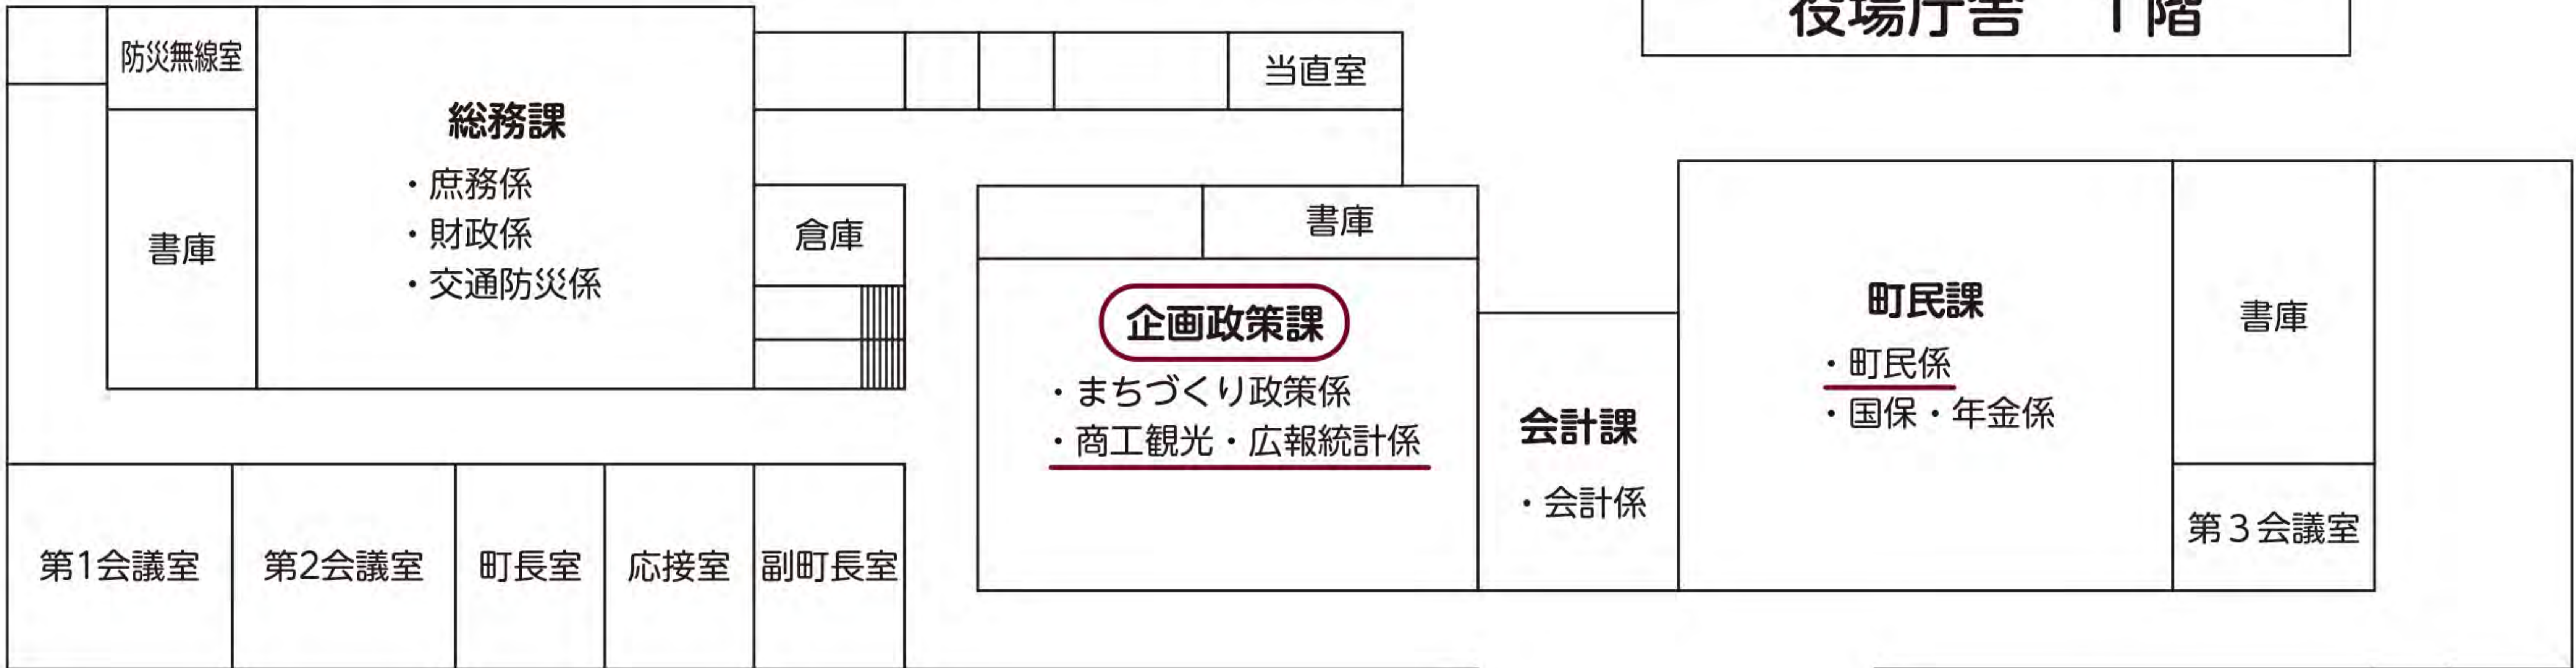 役場庁舎　1階
防災無線室
総務課
・庶務係
・財政係
・交通防災係
書庫
当直室
倉庫
書庫
企画政策課
・まちづくり政策係
・商工観光・広報統計係
会計課
・会計係
町民課
・町民係
・国保・年金係
書庫
第3会議室
第1会議室
第2会議室
町長室
応接室
副町長室